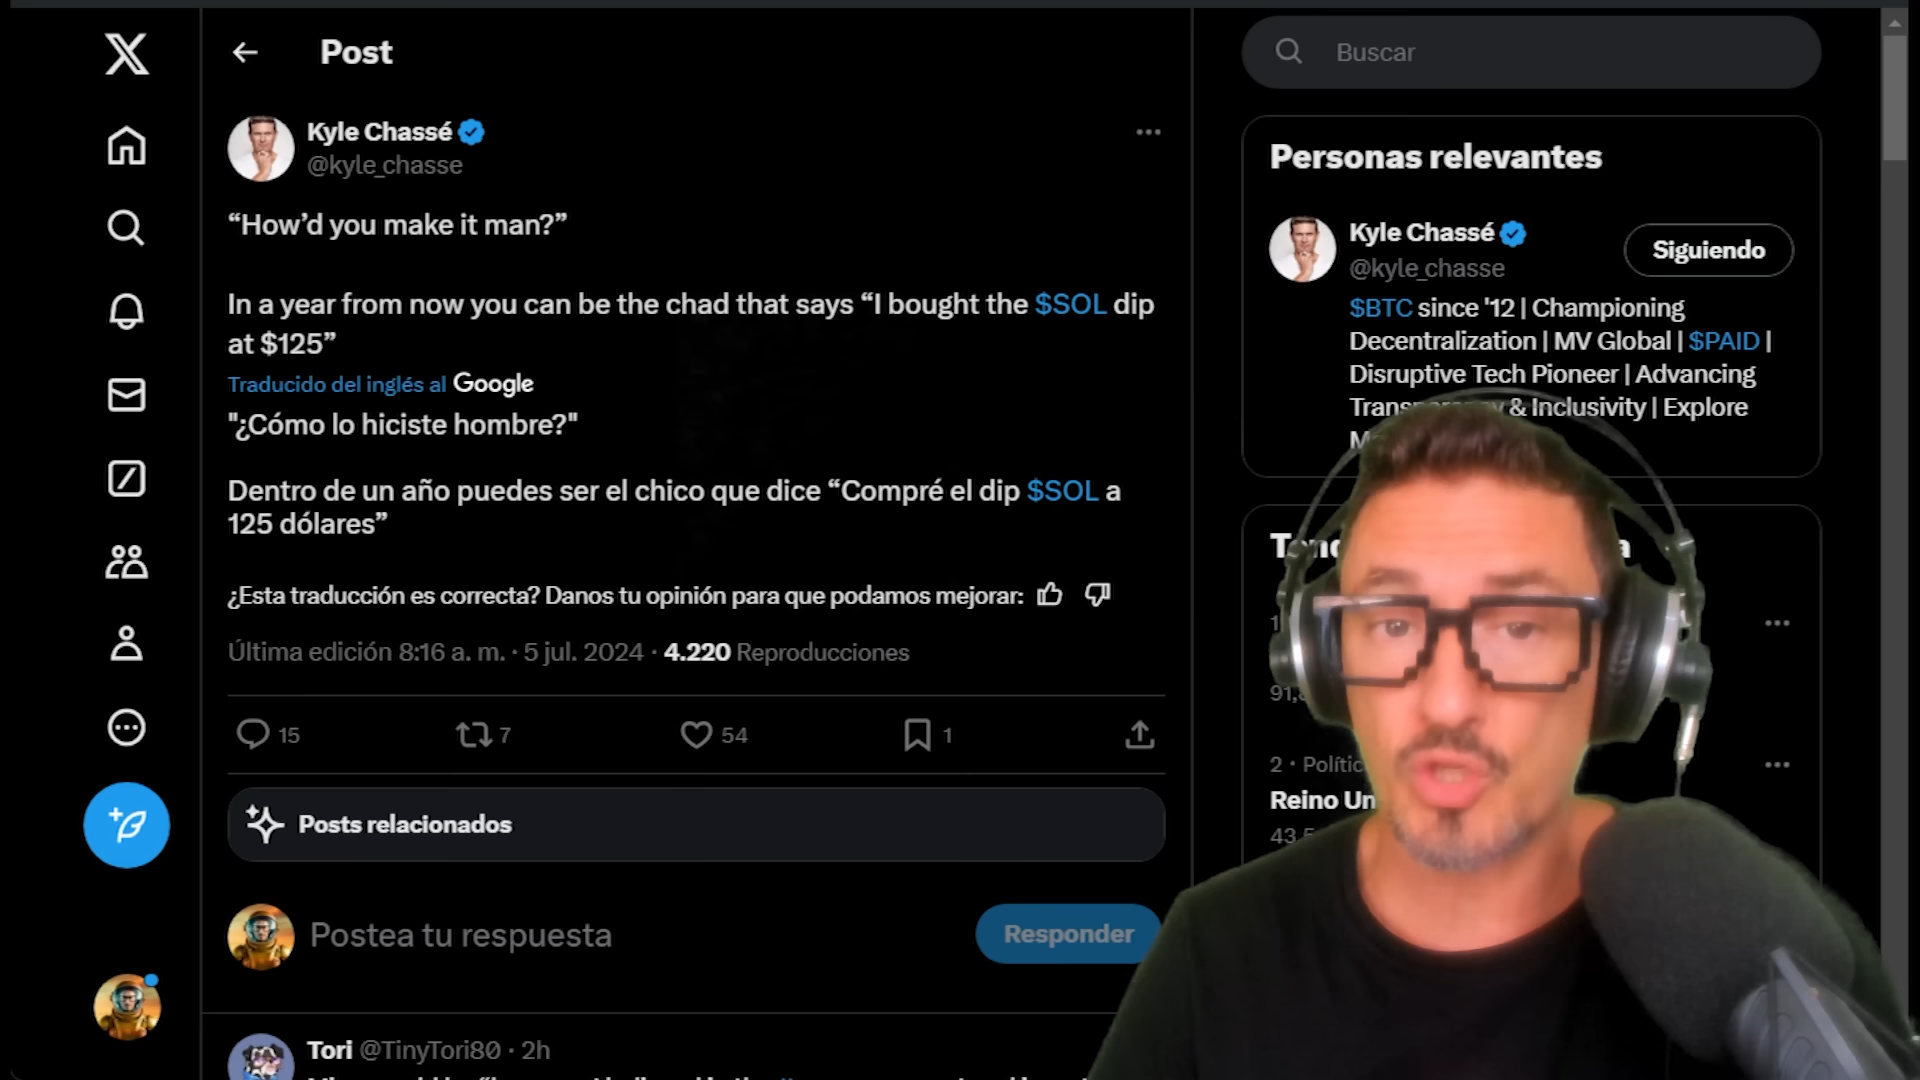 Post
Buscar
Kyle Chassé
@kyle_chasse
“How’d you make it man?”
In a year from now you can be the chad that says “I bought the $SOL dip
at $125”
Traducido del inglés al Google
"¿Cómo lo hiciste hombre?"
Dentro de un año puedes ser el chico que dice “Compré el dip $SOL a
125 dólares”
¿Esta traducción es correcta? Danos tu opinión para que podamos mejorar:
Última edición 8:16 a. m. · 5 jul. 2024 · 4.220 Reproducciones
15
7
54
1
Posts relacionados
Postea tu respuesta
Responder
Tori @TinyTori80 · 2h
Personas relevantes
Kyle Chassé
@kyle_chasse
Siguiendo
$BTC since '12 | Championing
Decentralization | MV Global | $PAID |
Disruptive Tech Pioneer | Advancing
Transparency & Inclusivity | Explore
2 ·
Reino